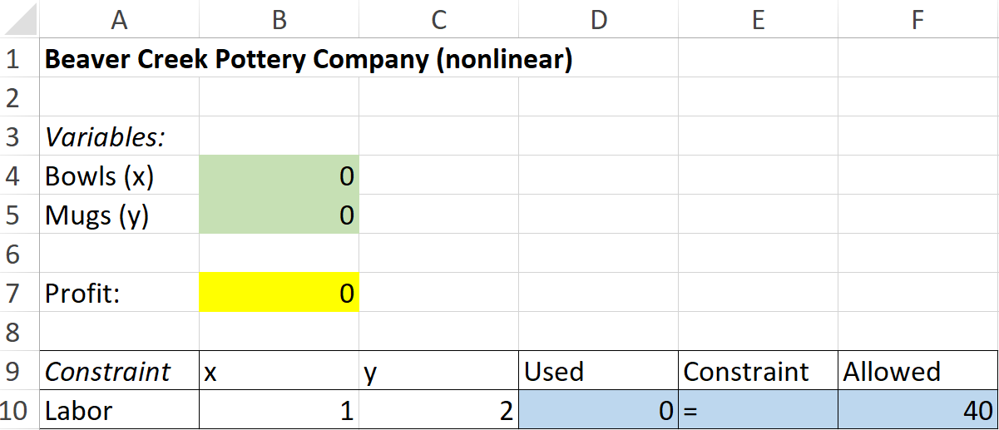 A B C D E F
1 Beaver Creek Pottery Company (nonlinear)
2
3 Variables:
4 Bowls (x) 0
5 Mugs (y) 0
6
7 Profit: 0
8
9 Constraint x y Used Constraint Allowed
10 Labor 1 2 0 = 40